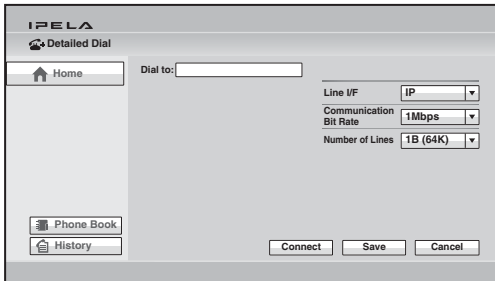 IPELA
Detailed Dial
Home
Dial to:
Line I/F IP
Communication
Bit Rate 1Mbps
Number of Lines 1B (64K)
Phone Book
History
Connect Save Cancel